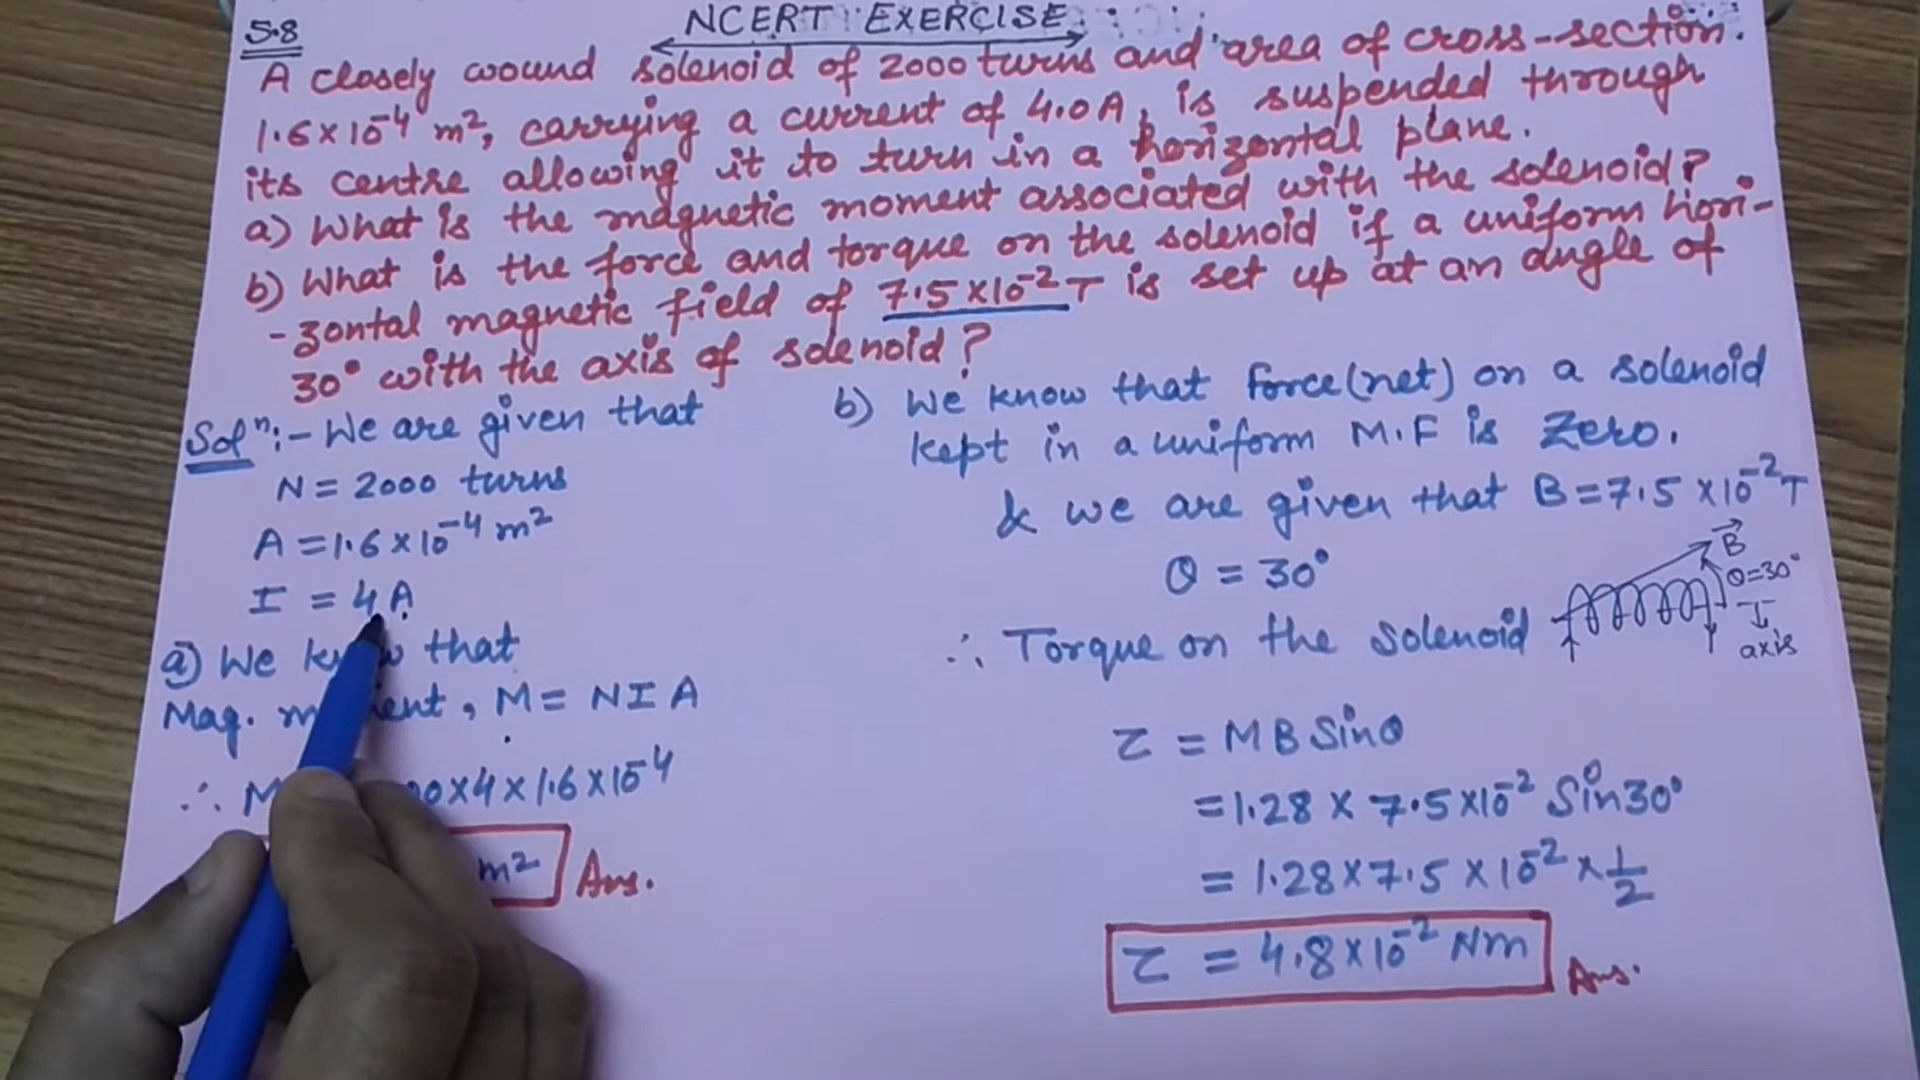 NCERT EXERCISE
5.8
A closely wound solenoid of 2000 turns and area of cross-section.
1.6×10⁻⁴ m², carrying a current of 4.0 A, is suspended through
its centre allowing it to turn in a horizontal plane.
a) What is the magnetic moment associated with the solenoid?
b) What is the force and torque on the solenoid if a uniform hori-
-zontal magnetic field of 7.5×10⁻² T is set up at an angle of
30° with the axis of solenoid?
Solⁿ:- We are given that
N = 2000 turns
A = 1.6×10⁻⁴ m²
I = 4A
a) We that
Mag. , M = NIA
∴ M ×4×1.6×10⁻⁴
m² Ans.
b) We know that force(net) on a solenoid
kept in a uniform M.F is Zero.
& we are given that B = 7.5 ×10⁻² T
θ = 30°
B
θ=30°
I
axis
∴ Torque on the solenoid
τ = MB Sinθ
= 1.28 × 7.5×10⁻² Sin30°
= 1.28×7.5×10⁻² × 1/2
τ = 4.8×10⁻² Nm Ans.